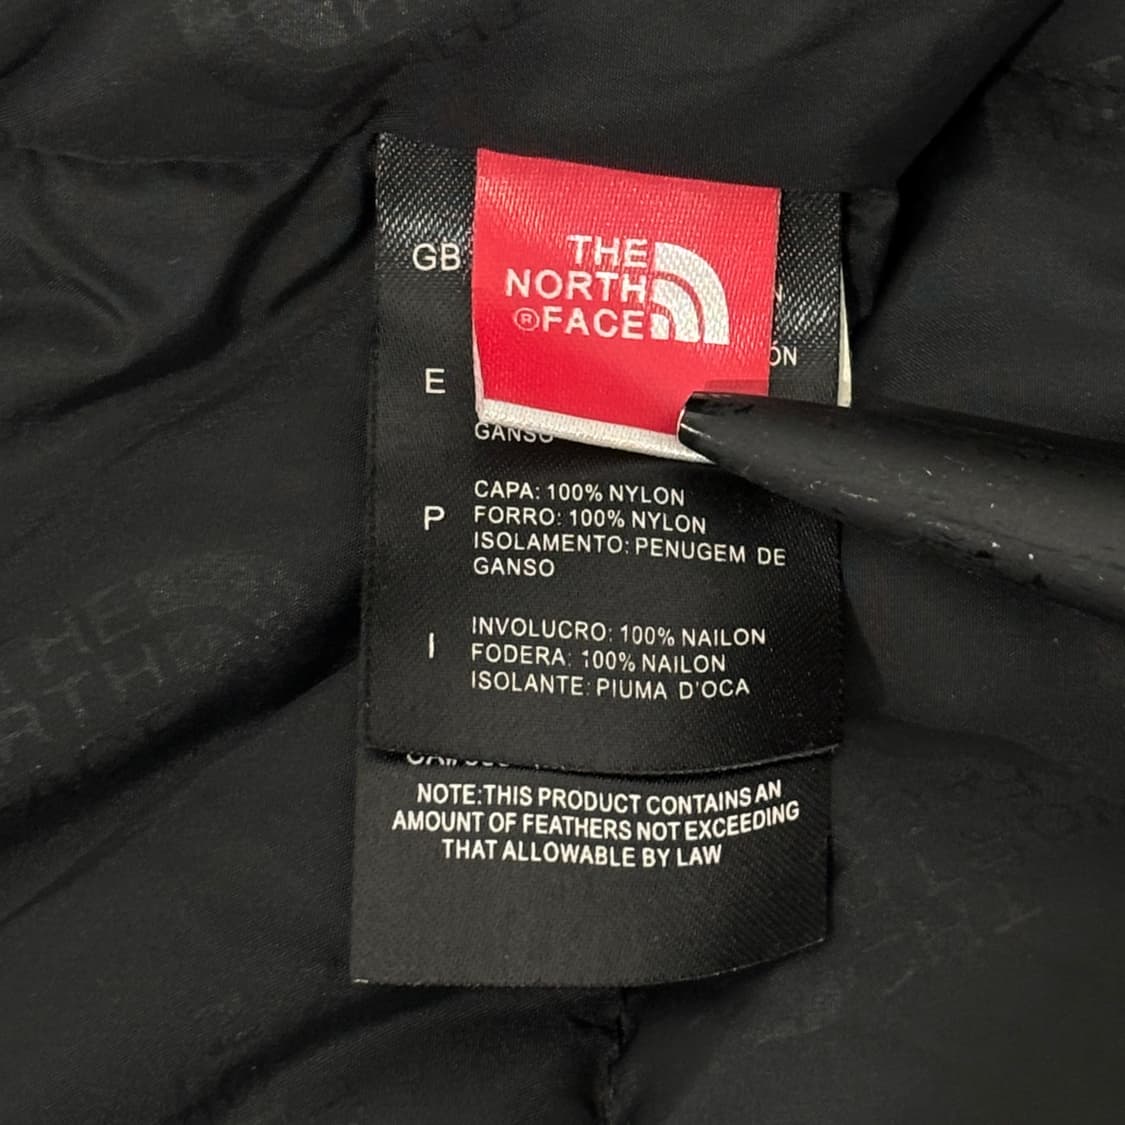 GB
THE
NORTH
®FACE
N
ÓN
E
GANSO
CAPA: 100% NYLON
P FORRO: 100% NYLON
ISOLAMENTO: PENUGEM DE
GANSO
INVOLUCRO: 100% NAILON
I FODERA: 100% NAILON
ISOLANTE: PIUMA D'OCA
NOTE:THIS PRODUCT CONTAINS AN
AMOUNT OF FEATHERS NOT EXCEEDING
THAT ALLOWABLE BY LAW